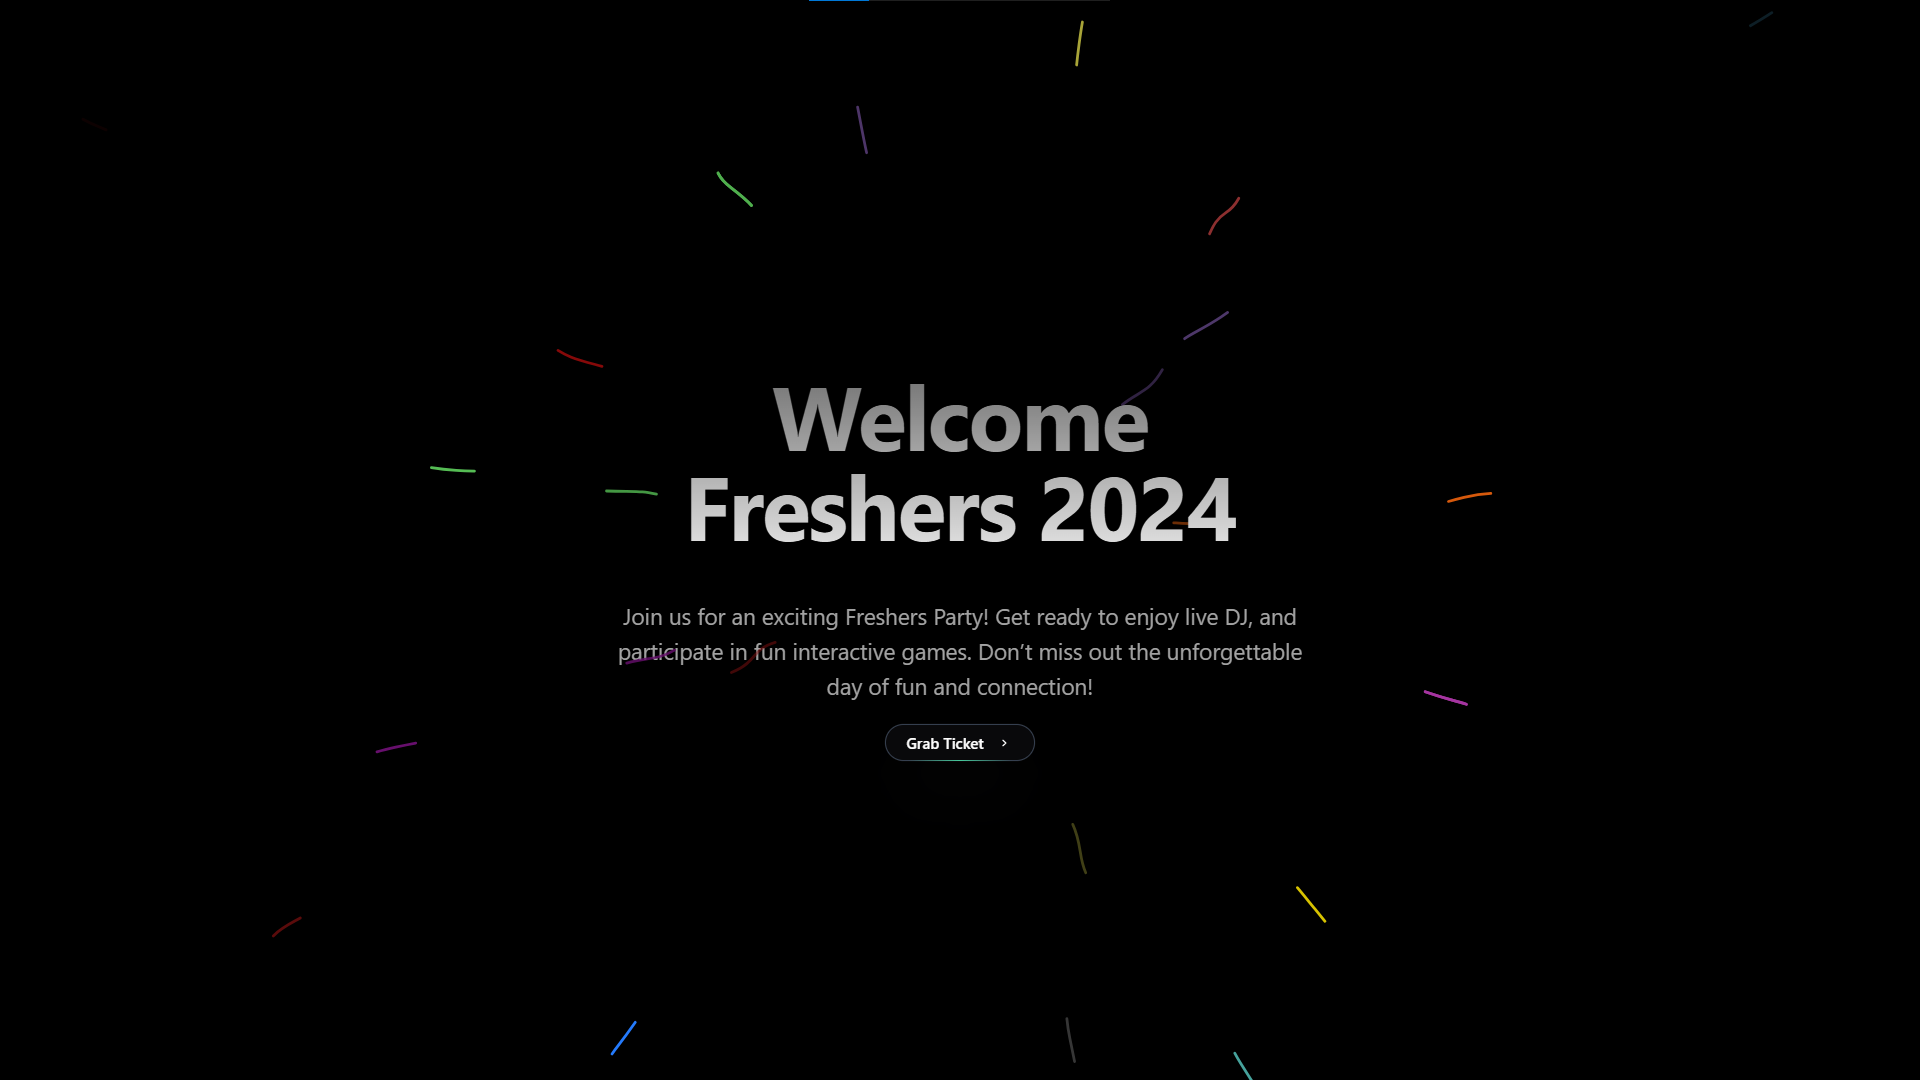 Welcome
Freshers 2024
Join us for an exciting Freshers Party! Get ready to enjoy live DJ, and
participate in fun interactive games. Don’t miss out the unforgettable
day of fun and connection!
Grab Ticket